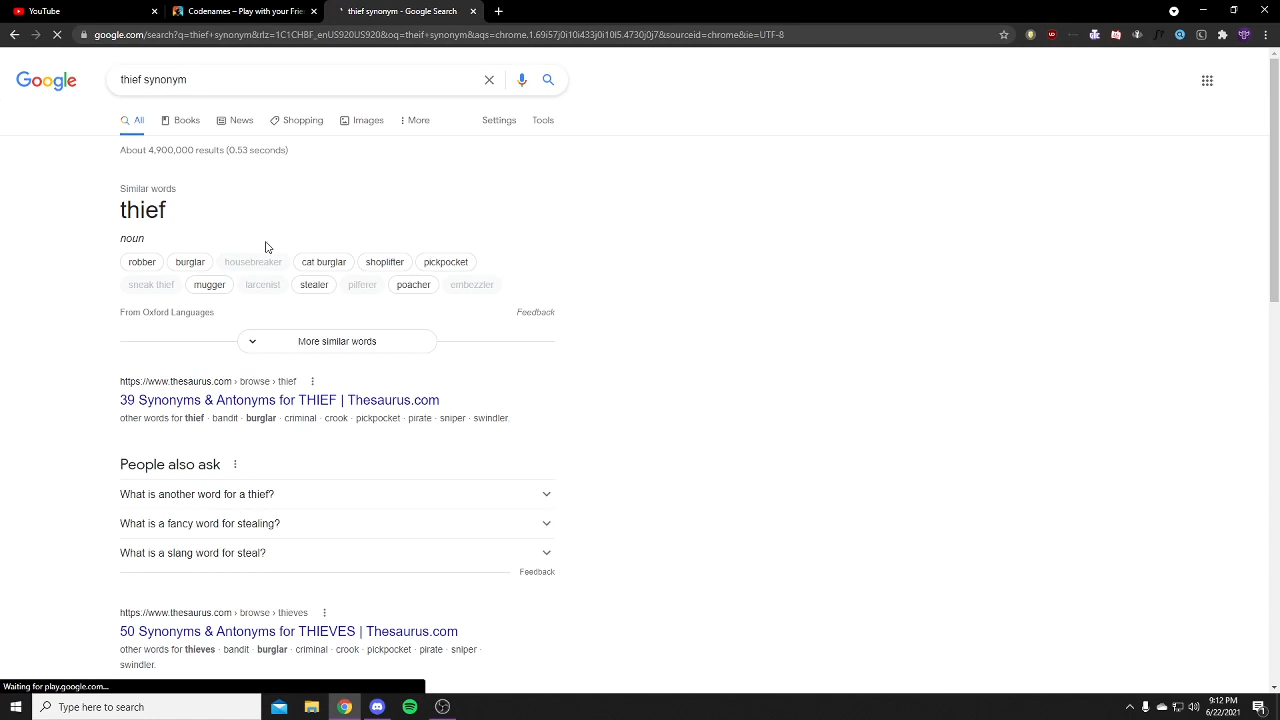 YouTube
Codenames – Play with your Frie
thief synonym - Google Search
google.com/search?q=thief+synonym&rlz=1C1CHBF_enUS920US920&oq=theif+synonym&aqs=chrome.1.69i57j0i10i433j0i10l5.4730j0j7&sourceid=chrome&ie=UTF-8
Google
thief synonym
All
Books
News
Shopping
Images
More
Settings
Tools
About 4,900,000 results (0.53 seconds)
Similar words
thief
noun
robber burglar housebreaker cat burglar shoplifter pickpocket
sneak thief mugger larcenist stealer pilferer poacher embezzler
From Oxford Languages
Feedback
More similar words
https://www.thesaurus.com › browse › thief
39 Synonyms & Antonyms for THIEF | Thesaurus.com
other words for thief · bandit · burglar · criminal · crook · pickpocket · pirate · sniper · swindler.
People also ask
What is another word for a thief?
What is a fancy word for stealing?
What is a slang word for steal?
Feedback
https://www.thesaurus.com › browse › thieves
50 Synonyms & Antonyms for THIEVES | Thesaurus.com
other words for thieves · bandit · burglar · criminal · crook · pickpocket · pirate · sniper ·
swindler.
Waiting for play.google.com...
Type here to search
9:12 PM
6/22/2021